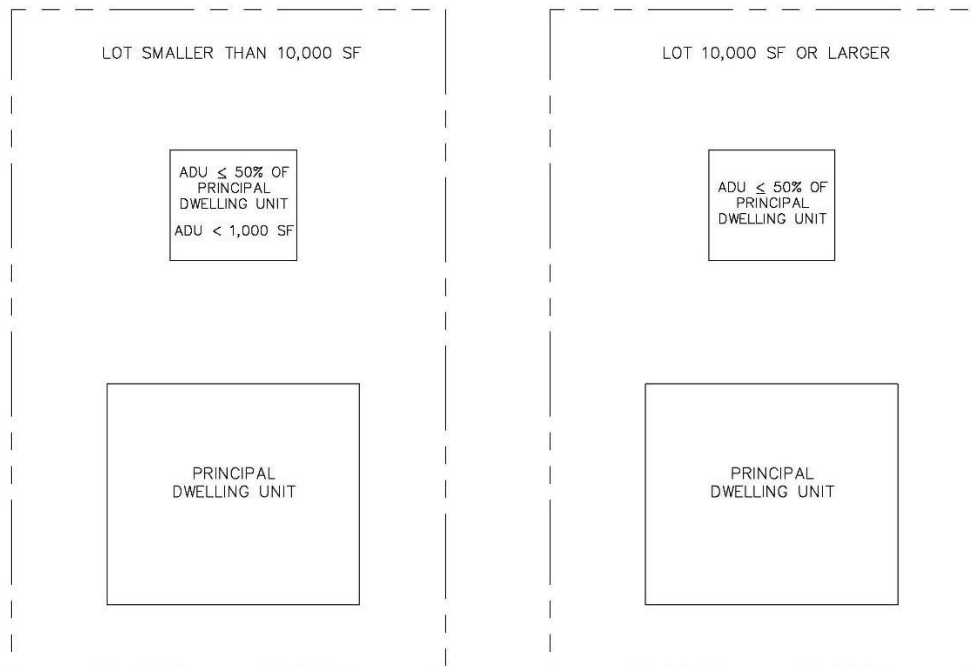 LOT SMALLER THAN 10,000 SF
ADU ≤ 50% OF
PRINCIPAL
DWELLING UNIT
ADU < 1,000 SF
PRINCIPAL
DWELLING UNIT
LOT 10,000 SF OR LARGER
ADU ≤ 50% OF
PRINCIPAL
DWELLING UNIT
PRINCIPAL
DWELLING UNIT